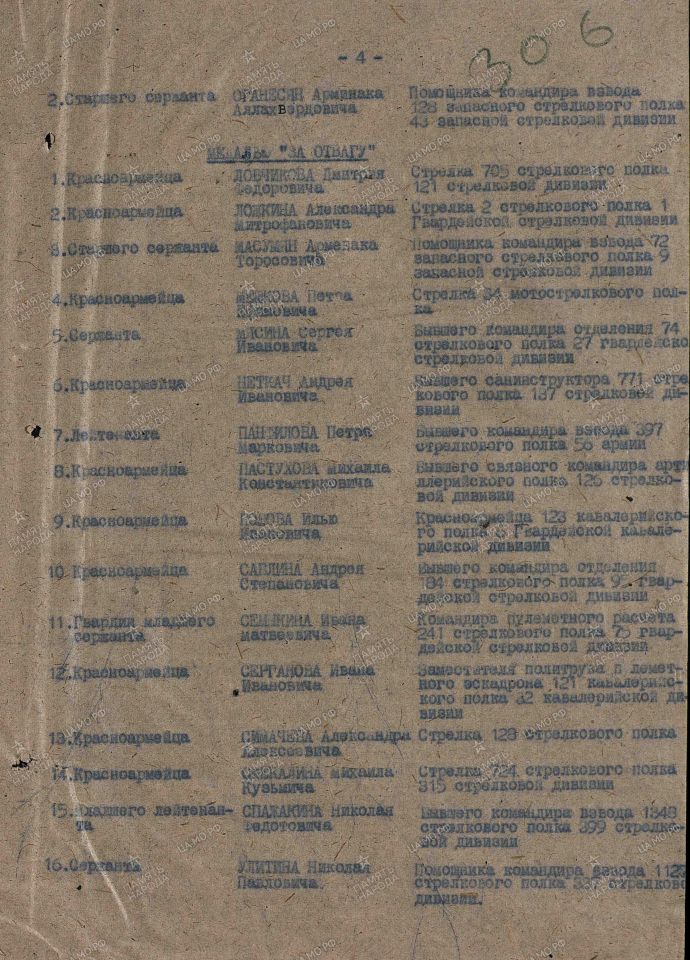 306
- 4 -
2.Старшего сержанта ОГАНЕСЯН Арминака Помощника командира взвода
Аллахвердовича 128 запасного стрелкового полка
43 запасной стрелковой дивизии
МЕДАЛЬЮ "ЗА ОТВАГУ"
1.Красноармейца ЛОВЧИКОВА Дмитрия Стрелка 705 стрелкового полка
Федоровича 121 стрелковой дивизии
2.Красноармейца ЛОЖКИНА Александра Стрелка 2 стрелкового полка 1
Митрофановича Гвардейской стрелковой дивизии
3.Старшего сержанта МАСУМЯН Арменака Помощника командира взвода 72
Торосовича запасного стрелкового полка 9
запасной стрелковой дивизии
4.Красноармейца Петра Стрелка 34 мотострелкового пол-
ка
5.Сержанта МЯСИНА Сергея Бывшего командира отделения 74
Ивановича стрелкового полка 27 гвардейско
стрелковой дивизии
6.Красноармейца НЕТКАЧ Андрея Бывшего санинструктора 771 стре
Ивановича кового полка 137 стрелковой ди-
визии
7.Лейтенанта ПАНФИЛОВА Петра Бывшего командира взвода 397
Марковича стрелкового полка 56 армии
8.Красноармейца ПАСТУХОВА Михаила Бывшего связного командира арти
Константиновича ллерийского полка 126 стрелко-
вой дивизии
9.Красноармейца ПОПОВА Илью Красноармейца 123 кавалерийско-
Исаковича го полка Гвардейской кавале-
рийской дивизии
10 Красноармейца САВЛИНА Андрея Бывшего командира отделения
Степановича 184 стрелкового полка 95 гвар-
дейской стрелковой дивизии
11.Гвардии младшего СЕМЫКИНА Ивана Командира пулеметного расчета
сержанта Матвеевича 241 стрелкового полка 75 гвар-
дейской стрелковой дивизии
12.Красноармейца СЕРГАНОВА Ивана Заместителя политрука пулемет-
Ивановича ного эскадрона 121 кавалерийс-
кого полка 32 кавалерийской ди-
визии
13.Красноармейца СИМАЧЕВА Александра Стрелка 128 стрелкового полка
Алексеевича
14.Красноармейца Михаила Стрелка 724 стрелкового полка
Кузьмича 315 стрелковой дивизии
15.Младшего лейтенан- СПАЖАКИНА Николая Бывшего командира взвода 1348
та Федотовича стрелкового полка 399 стрелко-
вой дивизии
16.Сержанта УЛИТИНА Николая Помощника командира взвода
Павловича стрелкового полка стрелково
дивизии.